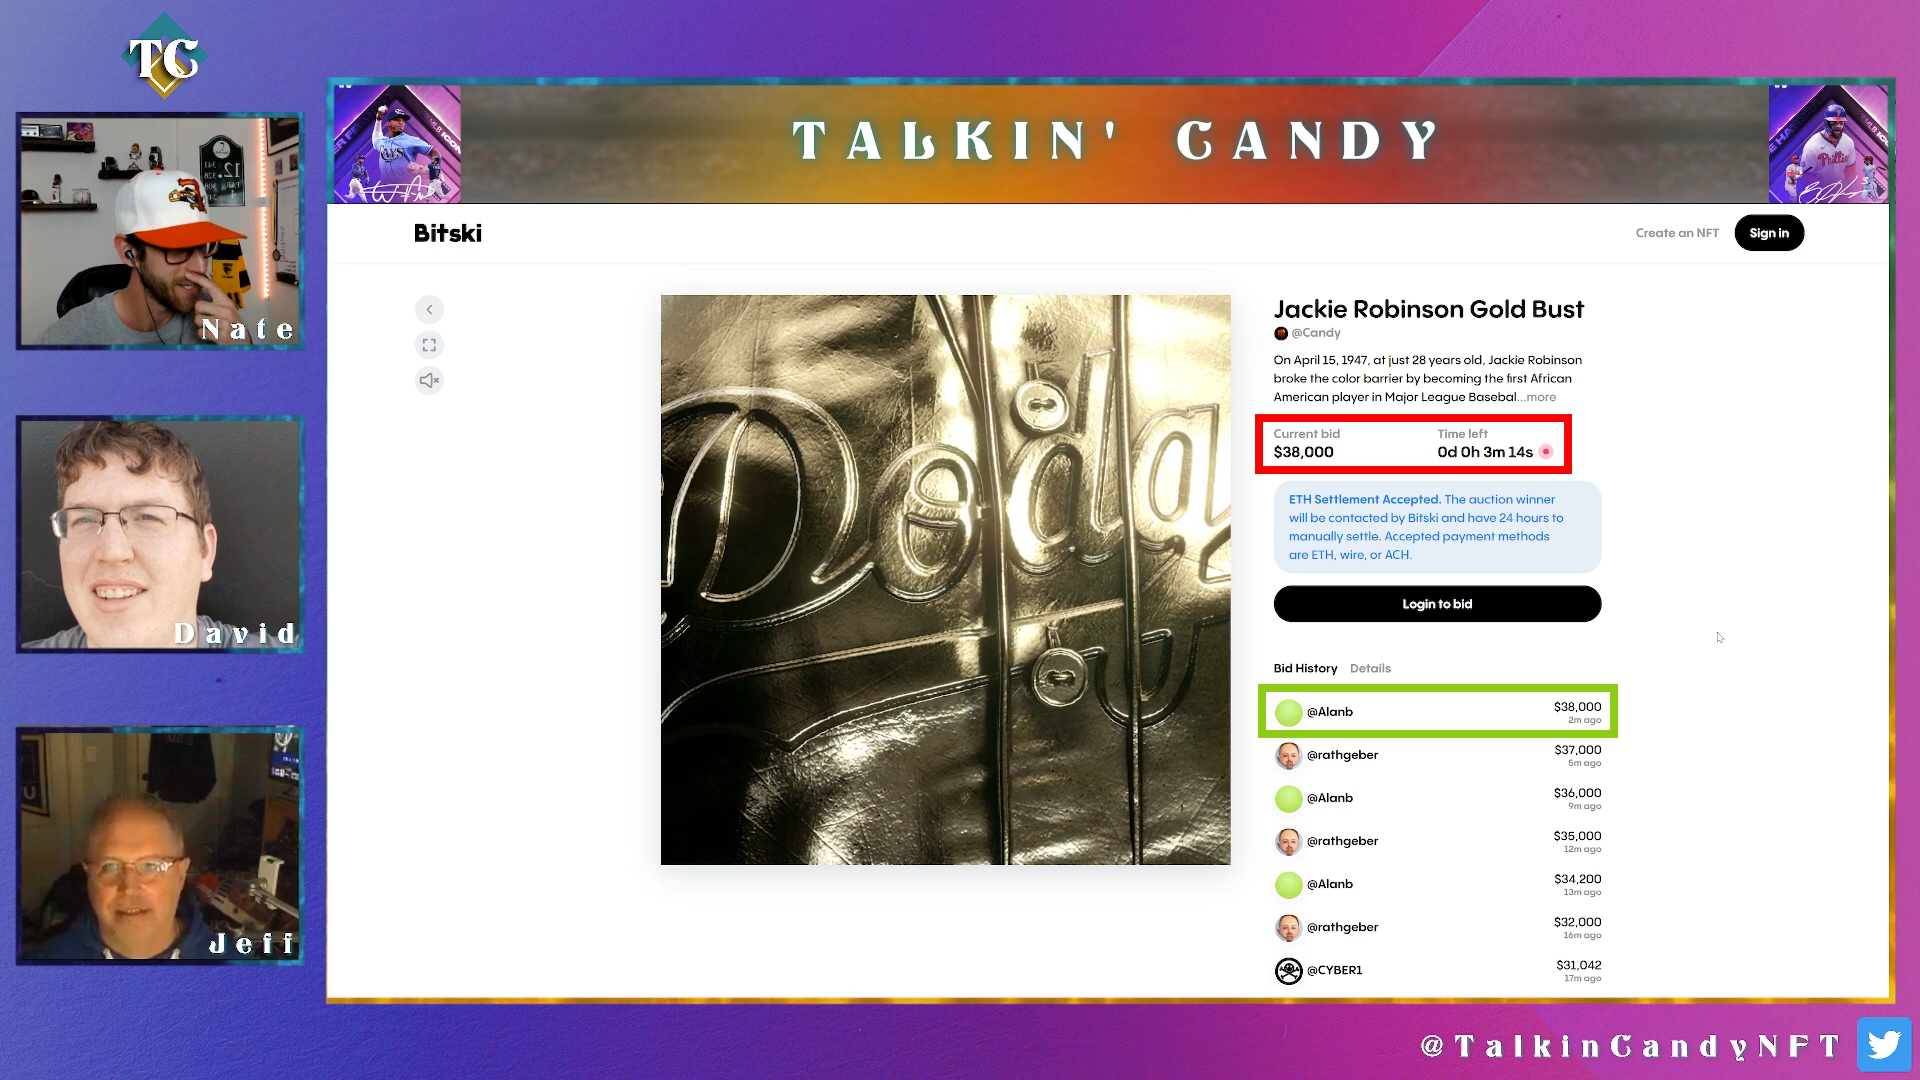 TC
TALKIN' CANDY
Nate
David
Jeff
Bitski
Create an NFT
Sign in
Dodg
Jackie Robinson Gold Bust
@Candy
On April 15, 1947, at just 28 years old, Jackie Robinson
broke the color barrier by becoming the first African
American player in Major League Basebal...more
Current bid
Time left
$38,000
0d 0h 3m 14s
ETH Settlement Accepted. The auction winner
will be contacted by Bitski and have 24 hours to
manually settle. Accepted payment methods
are ETH, wire, or ACH.
Login to bid
Bid History
Details
@Alanb
$38,000
2m ago
@rathgeber
$37,000
5m ago
@Alanb
$36,000
9m ago
@rathgeber
$35,000
12m ago
@Alanb
$34,200
13m ago
@rathgeber
$32,000
16m ago
@CYBER1
$31,042
17m ago
@TalkinCandyNFT